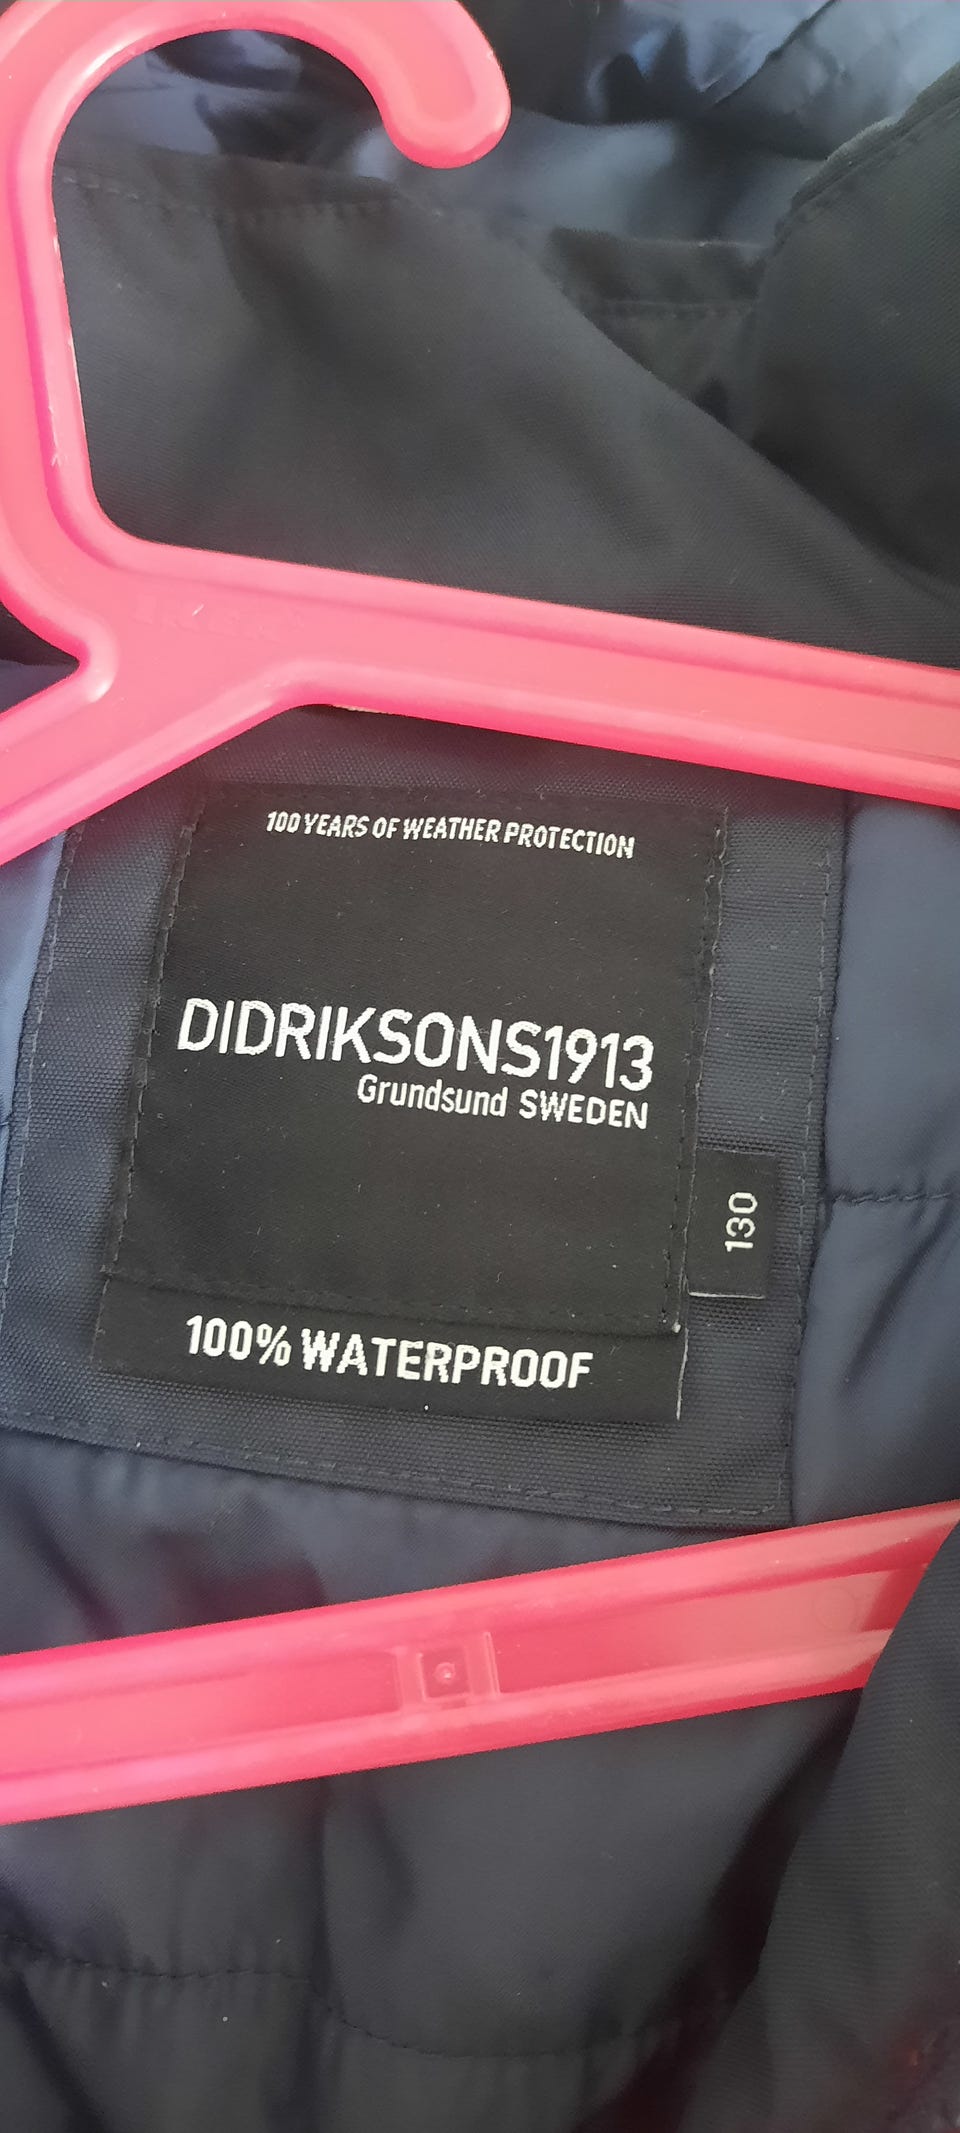 100 YEARS OF WEATHER PROTECTION
DIDRIKSONS1913
Grundsund SWEDEN
130
100% WATERPROOF